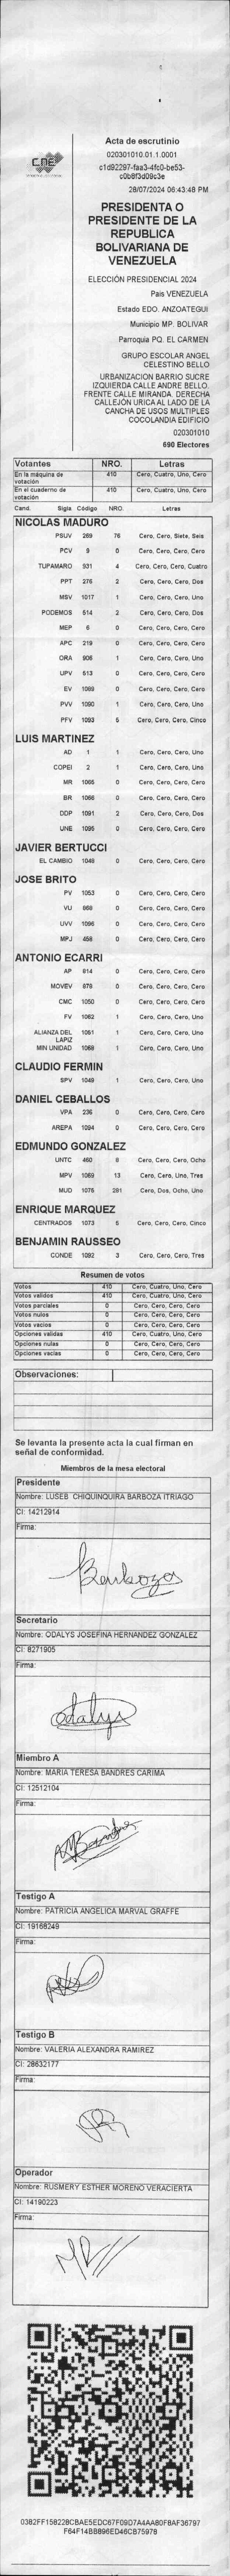 CNE
Acta de escrutinio
020301010.01.1.0001
c1d92297-faa3-4fc0-be53-
c0b6f3d09c3e
28/07/2024 06:43:48 PM
PRESIDENTA O
PRESIDENTE DE LA
REPUBLICA
BOLIVARIANA DE
VENEZUELA
ELECCIÓN PRESIDENCIAL 2024
Pais VENEZUELA
Estado EDO. ANZOATEGUI
Municipio MP. BOLIVAR
Parroquia PQ. EL CARMEN
GRUPO ESCOLAR ANGEL
CELESTINO BELLO
URBANIZACION BARRIO SUCRE
IZQUIERDA CALLE ANDRE BELLO.
FRENTE CALLE MIRANDA. DERECHA
CALLEJÓN URICA AL LADO DE LA
CANCHA DE USOS MULTIPLES
COCOLANDIA EDIFICIO
020301010
690 Electores
Votantes NRO. Letras
En la máquina de votación 410 Cero, Cuatro, Uno, Cero
En el cuaderno de votación 410 Cero, Cuatro, Uno, Cero
Cand. Sigla Código NRO. Letras
NICOLAS MADURO
PSUV 269 76 Cero, Cero, Siete, Seis
PCV 9 0 Cero, Cero, Cero, Cero
TUPAMARO 931 4 Cero, Cero, Cero, Cuatro
PPT 276 2 Cero, Cero, Cero, Dos
MSV 1017 1 Cero, Cero, Cero, Uno
PODEMOS 514 2 Cero, Cero, Cero, Dos
MEP 6 0 Cero, Cero, Cero, Cero
APC 219 0 Cero, Cero, Cero, Cero
ORA 906 1 Cero, Cero, Cero, Uno
UPV 513 0 Cero, Cero, Cero, Cero
EV 1089 0 Cero, Cero, Cero, Cero
PVV 1090 1 Cero, Cero, Cero, Uno
PFV 1093 5 Cero, Cero, Cero, Cinco
LUIS MARTINEZ
AD 1 1 Cero, Cero, Cero, Uno
COPEI 2 1 Cero, Cero, Cero, Uno
MR 1065 0 Cero, Cero, Cero, Cero
BR 1066 0 Cero, Cero, Cero, Cero
DDP 1091 2 Cero, Cero, Cero, Dos
UNE 1095 0 Cero, Cero, Cero, Cero
JAVIER BERTUCCI
EL CAMBIO 1048 0 Cero, Cero, Cero, Cero
JOSE BRITO
PV 1053 0 Cero, Cero, Cero, Cero
VU 869 0 Cero, Cero, Cero, Cero
UVV 1096 0 Cero, Cero, Cero, Cero
MPJ 458 0 Cero, Cero, Cero, Cero
ANTONIO ECARRI
AP 814 0 Cero, Cero, Cero, Cero
MOVEV 878 0 Cero, Cero, Cero, Cero
CMC 1050 0 Cero, Cero, Cero, Cero
FV 1062 1 Cero, Cero, Cero, Uno
ALIANZA DEL LAPIZ 1051 1 Cero, Cero, Cero, Uno
MIN UNIDAD 1068 1 Cero, Cero, Cero, Uno
CLAUDIO FERMIN
SPV 1049 1 Cero, Cero, Cero, Uno
DANIEL CEBALLOS
VPA 236 0 Cero, Cero, Cero, Cero
AREPA 1094 0 Cero, Cero, Cero, Cero
EDMUNDO GONZALEZ
UNTC 460 8 Cero, Cero, Cero, Ocho
MPV 1069 13 Cero, Cero, Uno, Tres
MUD 1075 281 Cero, Dos, Ocho, Uno
ENRIQUE MARQUEZ
CENTRADOS 1073 5 Cero, Cero, Cero, Cinco
BENJAMIN RAUSSEO
CONDE 1092 3 Cero, Cero, Cero, Tres
Resumen de votos
Votos 410 Cero, Cuatro, Uno, Cero
Votos validos 410 Cero, Cuatro, Uno, Cero
Votos parciales 0 Cero, Cero, Cero, Cero
Votos nulos 0 Cero, Cero, Cero, Cero
Votos vacios 0 Cero, Cero, Cero, Cero
Opciones validas 410 Cero, Cuatro, Uno, Cero
Opciones nulas 0 Cero, Cero, Cero, Cero
Opciones vacias 0 Cero, Cero, Cero, Cero
Observaciones:
Se levanta la presente acta la cual firman en
señal de conformidad.
Miembros de la mesa electoral
Presidente
Nombre: LUSEB CHIQUINQUIRA BARBOZA ITRIAGO
CI: 14212914
Firma:
Barboza
Secretario
Nombre: ODALYS JOSEFINA HERNANDEZ GONZALEZ
CI: 8271905
Firma:
Odalys
Miembro A
Nombre: MARIA TERESA BANDRES CARIMA
CI: 12512104
Firma:
Testigo A
Nombre: PATRICIA ANGELICA MARVAL GRAFFE
CI: 19168249
Firma:
Testigo B
Nombre: VALERIA ALEXANDRA RAMIREZ
CI: 28632177
Firma:
Operador
Nombre: RUSMERY ESTHER MORENO VERACIERTA
CI: 14190223
Firma:
0382FF158228CBAE5EDC67F09D7A4AA80F8AF36797
F64F14BB896ED46CB75978